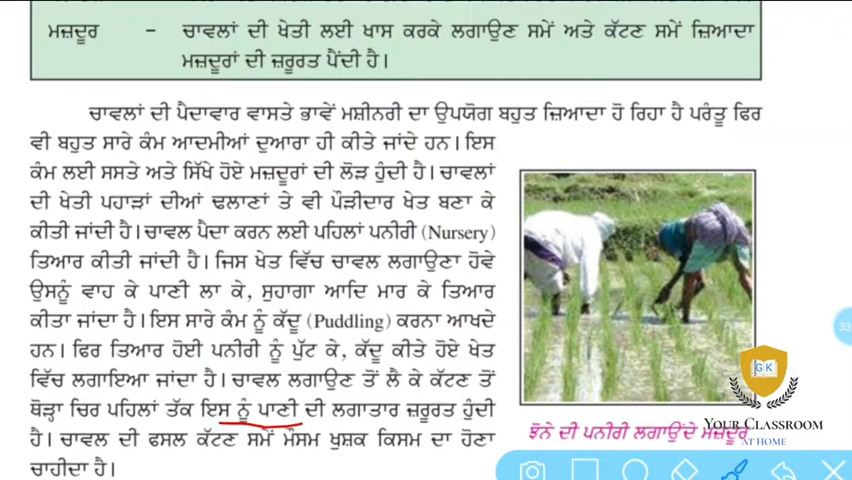 ਮਜ਼ਦੂਰ – ਚਾਵਲਾਂ ਦੀ ਖੇਤੀ ਲਈ ਖਾਸ ਕਰਕੇ ਲਗਾਉਣ ਸਮੇਂ ਅਤੇ ਕੱਟਣ ਸਮੇਂ ਜ਼ਿਆਦਾ
ਮਜ਼ਦੂਰਾਂ ਦੀ ਜ਼ਰੂਰਤ ਪੈਂਦੀ ਹੈ।
ਚਾਵਲਾਂ ਦੀ ਪੈਦਾਵਾਰ ਵਾਸਤੇ ਭਾਵੇਂ ਮਸ਼ੀਨਰੀ ਦਾ ਉਪਯੋਗ ਬਹੁਤ ਜ਼ਿਆਦਾ ਹੋ ਰਿਹਾ ਹੈ ਪਰੰਤੂ ਫਿਰ
ਵੀ ਬਹੁਤ ਸਾਰੇ ਕੰਮ ਆਦਮੀਆਂ ਦੁਆਰਾ ਹੀ ਕੀਤੇ ਜਾਂਦੇ ਹਨ। ਇਸ
ਕੰਮ ਲਈ ਸਸਤੇ ਅਤੇ ਸਿੱਖੇ ਹੋਏ ਮਜ਼ਦੂਰਾਂ ਦੀ ਲੋੜ ਹੁੰਦੀ ਹੈ। ਚਾਵਲਾਂ
ਦੀ ਖੇਤੀ ਪਹਾੜਾਂ ਦੀਆਂ ਢਲਾਣਾਂ ਤੇ ਵੀ ਪੌੜੀਦਾਰ ਖੇਤ ਬਣਾ ਕੇ
ਕੀਤੀ ਜਾਂਦੀ ਹੈ। ਚਾਵਲ ਪੈਦਾ ਕਰਨ ਲਈ ਪਹਿਲਾਂ ਪਨੀਰੀ (Nursery)
ਤਿਆਰ ਕੀਤੀ ਜਾਂਦੀ ਹੈ। ਜਿਸ ਖੇਤ ਵਿੱਚ ਚਾਵਲ ਲਗਾਉਣਾ ਹੋਵੇ
ਉਸਨੂੰ ਵਾਹ ਕੇ ਪਾਣੀ ਲਾ ਕੇ, ਸੁਹਾਗਾ ਆਦਿ ਮਾਰ ਕੇ ਤਿਆਰ
ਕੀਤਾ ਜਾਂਦਾ ਹੈ। ਇਸ ਸਾਰੇ ਕੰਮ ਨੂੰ ਕੱਦੂ (Puddling) ਕਰਨਾ ਆਖਦੇ
ਹਨ। ਫਿਰ ਤਿਆਰ ਹੋਈ ਪਨੀਰੀ ਨੂੰ ਪੁੱਟ ਕੇ, ਕੱਦੂ ਕੀਤੇ ਹੋਏ ਖੇਤ
ਵਿੱਚ ਲਗਾਇਆ ਜਾਂਦਾ ਹੈ। ਚਾਵਲ ਲਗਾਉਣ ਤੋਂ ਲੈ ਕੇ ਕੱਟਣ ਤੋਂ
ਥੋੜ੍ਹਾ ਚਿਰ ਪਹਿਲਾਂ ਤੱਕ ਇਸ ਨੂੰ ਪਾਣੀ ਦੀ ਲਗਾਤਾਰ ਜ਼ਰੂਰਤ ਹੁੰਦੀ
ਹੈ। ਚਾਵਲ ਦੀ ਫਸਲ ਕੱਟਣ ਸਮੇਂ ਮੌਸਮ ਖੁਸ਼ਕ ਕਿਸਮ ਦਾ ਹੋਣਾ
ਚਾਹੀਦਾ ਹੈ।
ਝੋਨੇ ਦੀ ਪਨੀਰੀ ਲਗਾਉਂਦੇ ਮਜ਼ਦੂਰ
GK
YOUR CLASSROOM
AT HOME
33